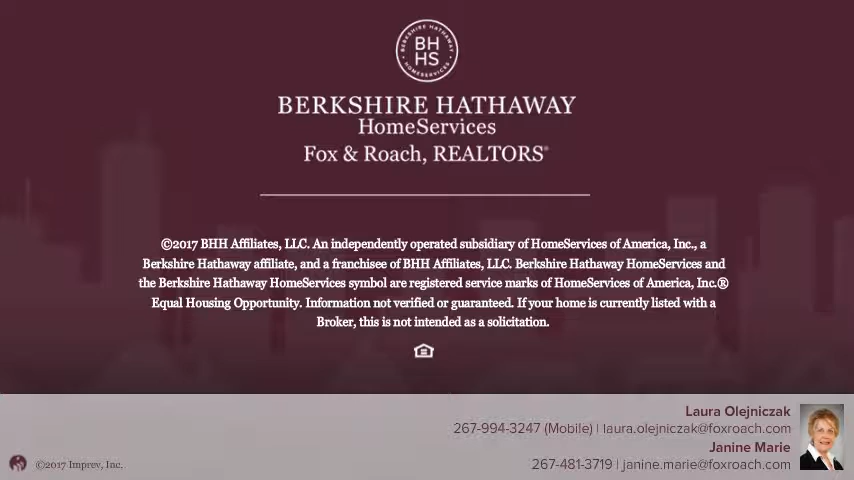 BERKSHIRE HATHAWAY
HOMESERVICES
BH
HS
BERKSHIRE HATHAWAY
HomeServices
Fox & Roach, REALTORS®
©2017 BHH Affiliates, LLC. An independently operated subsidiary of HomeServices of America, Inc., a
Berkshire Hathaway affiliate, and a franchisee of BHH Affiliates, LLC. Berkshire Hathaway HomeServices and
the Berkshire Hathaway HomeServices symbol are registered service marks of HomeServices of America, Inc.®
Equal Housing Opportunity. Information not verified or guaranteed. If your home is currently listed with a
Broker, this is not intended as a solicitation.
Laura Olejniczak
267-994-3247 (Mobile) | laura.olejniczak@foxroach.com
Janine Marie
267-481-3719 | janine.marie@foxroach.com
©2017 Imprev, Inc.